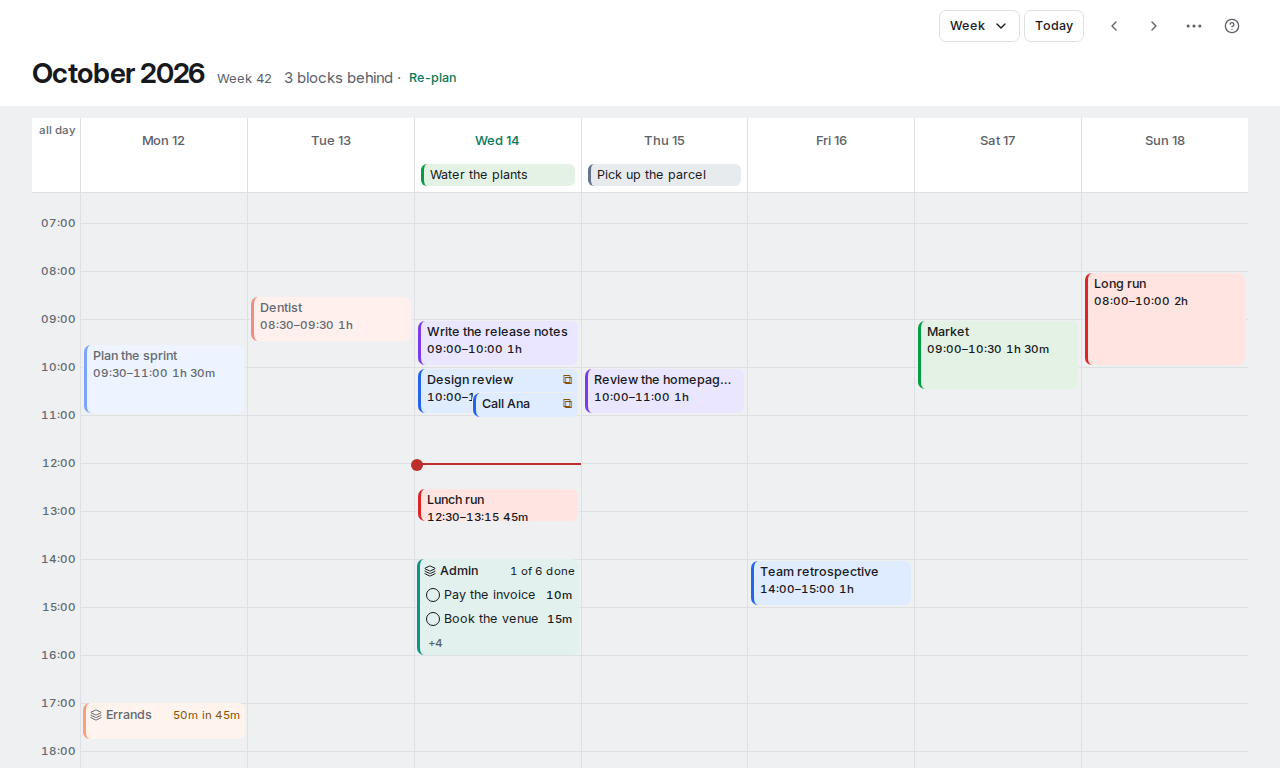 Week
Today
October 2026 Week 42 3 blocks behind · Re-plan
all day
Mon 12
Tue 13
Wed 14
Thu 15
Fri 16
Sat 17
Sun 18
Water the plants
Pick up the parcel
07:00
08:00
09:00
10:00
11:00
12:00
13:00
14:00
15:00
16:00
17:00
18:00
Plan the sprint
09:30–11:00 1h 30m
Errands 50m in 45m
Dentist
08:30–09:30 1h
Write the release notes
09:00–10:00 1h
Design review
10:00–1
Call Ana
Lunch run
12:30–13:15 45m
Admin 1 of 6 done
Pay the invoice 10m
Book the venue 15m
+4
Review the homepag...
10:00–11:00 1h
Team retrospective
14:00–15:00 1h
Market
09:00–10:30 1h 30m
Long run
08:00–10:00 2h